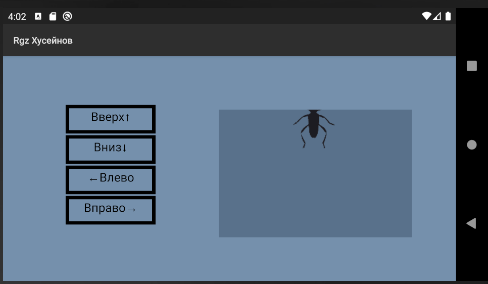 4:02
Rgz Хусейнов
Вверх↑
Вниз↓
←Влево
Вправо→